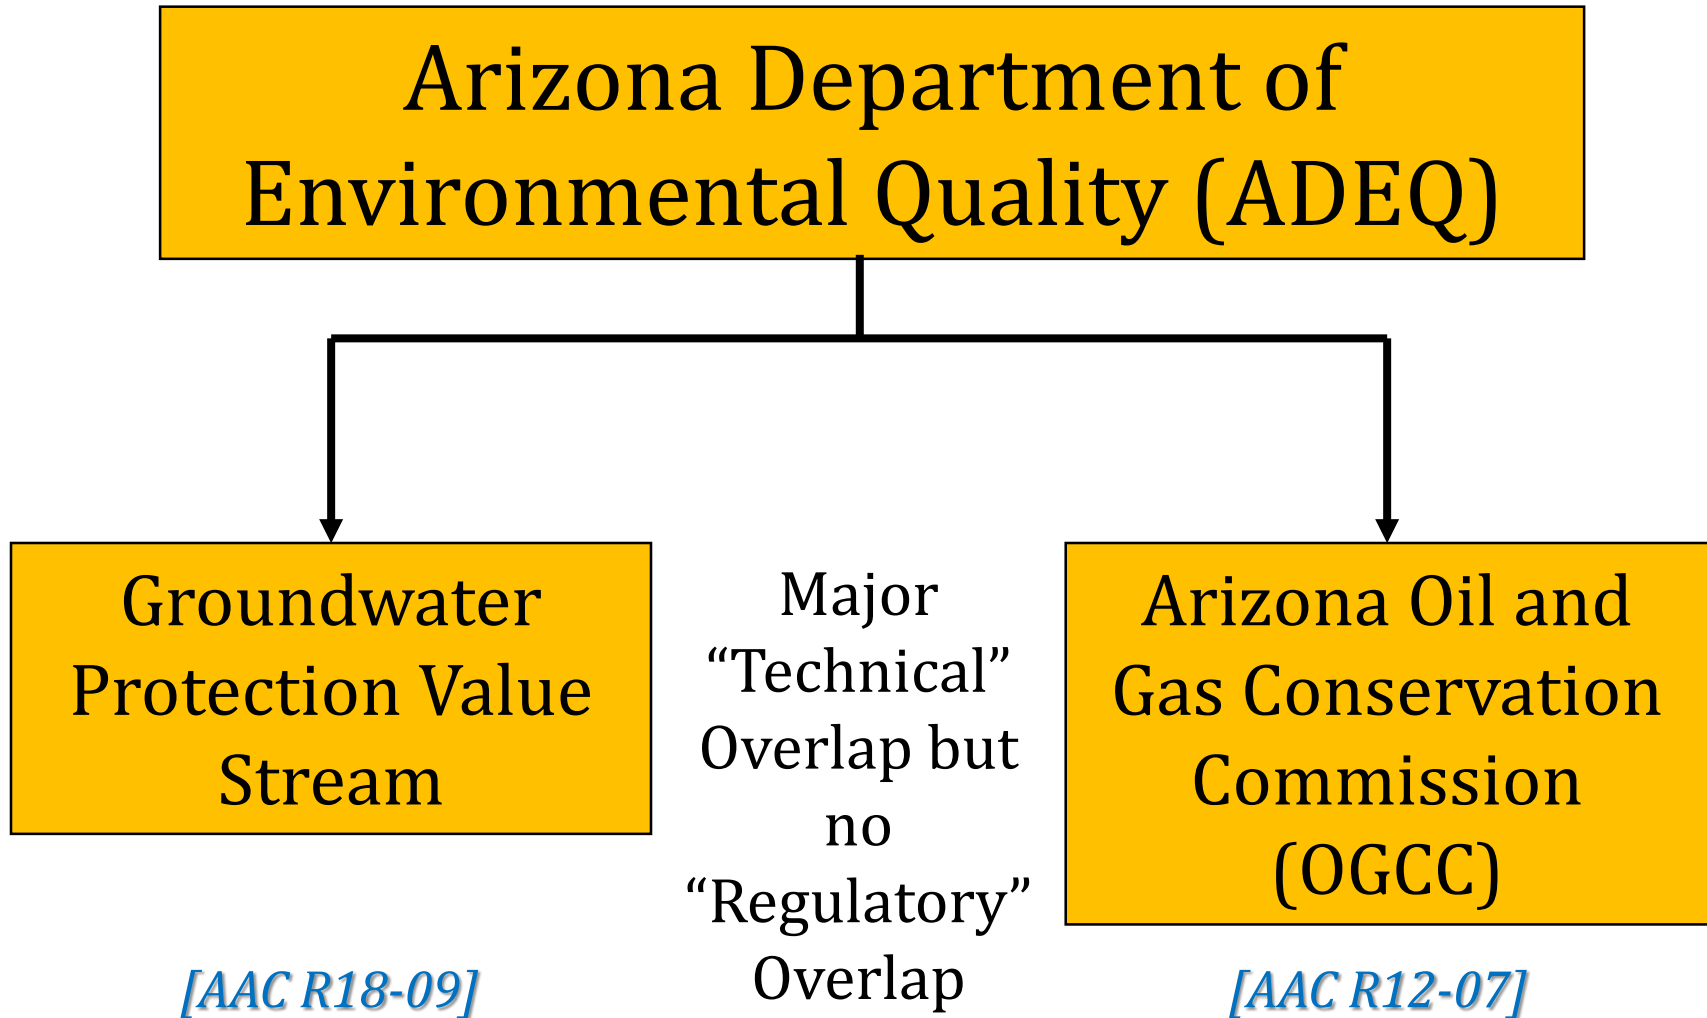 Arizona Department of
Environmental Quality (ADEQ)
Groundwater
Protection Value
Stream
[AAC R18-09]
Major
“Technical”
Overlap but
no
“Regulatory”
Overlap
Arizona Oil and
Gas Conservation
Commission
(OGCC)
[AAC R12-07]